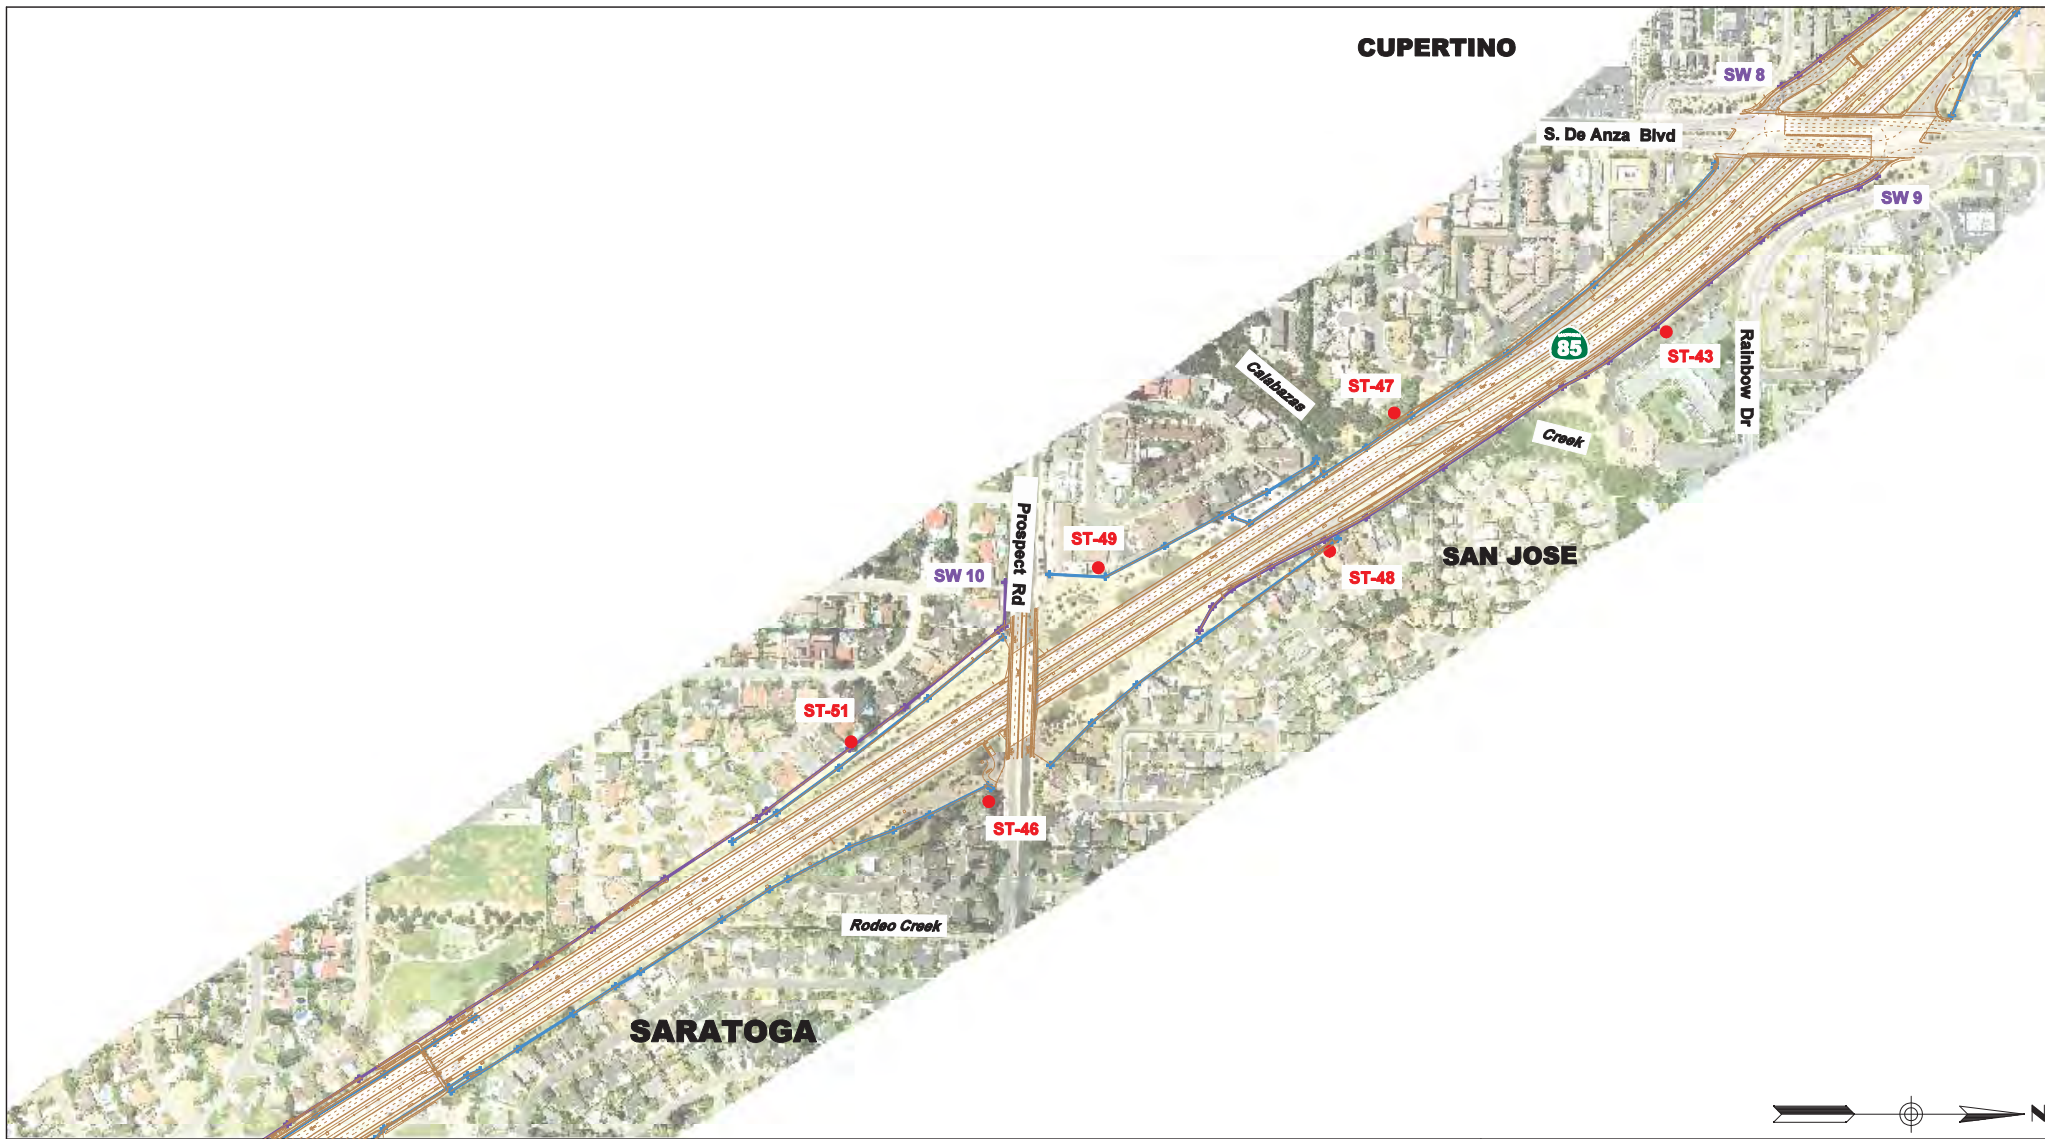 CUPERTINO
SW 8
S. De Anza Blvd
SW 9
85
ST-43
Rainbow Dr
Calabazas
ST-47
Creek
Prospect Rd
ST-49
SAN JOSE
SW 10
ST-48
ST-51
ST-46
Rodeo Creek
SARATOGA
N